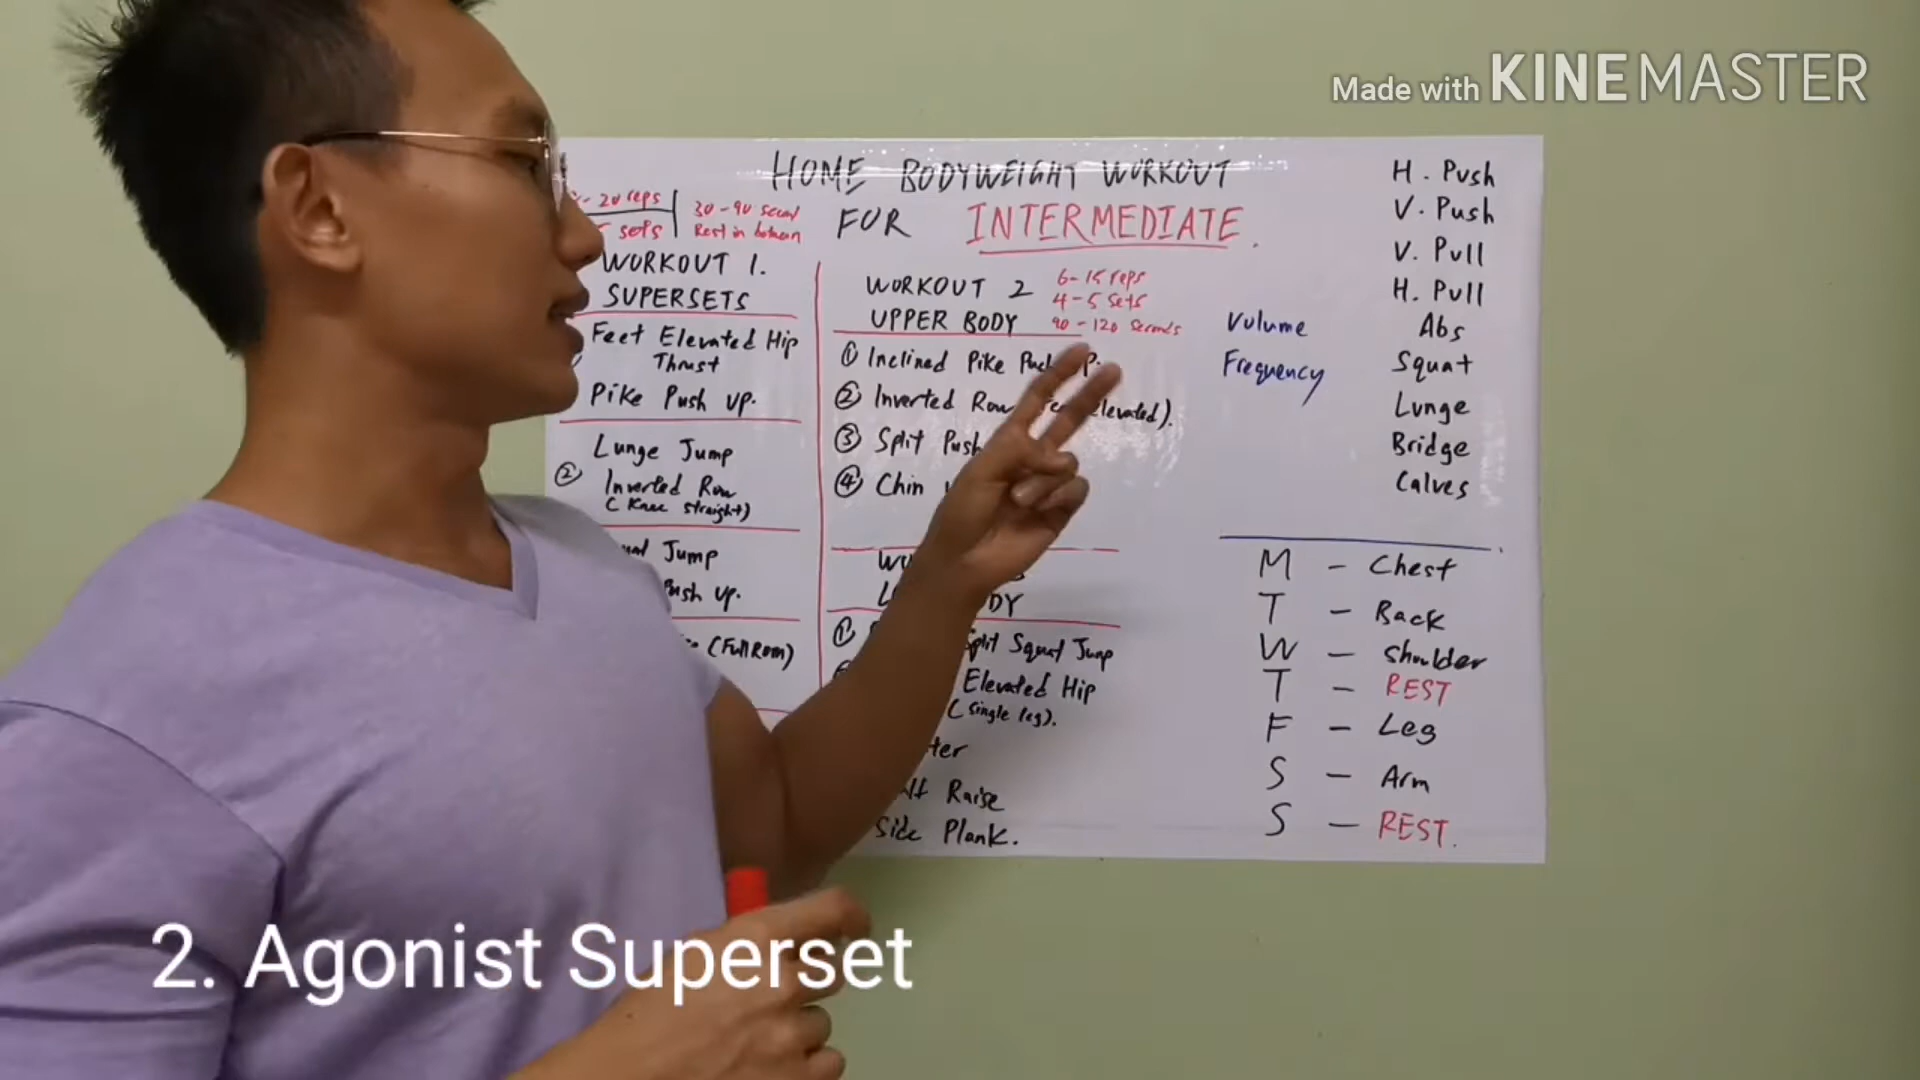 Made with KINEMASTER
HOME BODYWEIGHT WORKOUT
FOR INTERMEDIATE.
20 reps
sets
30-90 second
Rest in between
WORKOUT 1.
SUPERSETS
Feet Elevated Hip
Thrust
Pike Push up.
② Lunge Jump
Inverted Row
(Knee straight)
Jump
Push up.
(Full ROM)
WORKOUT 2
UPPER BODY
6-15 reps
4-5 sets
90-120 seconds
① Inclined Pike Push up.
② Inverted Row Elevated).
③ Split Push
④ Chin
① Split Squat Jump
Elevated Hip
(single leg).
Raise
Side Plank.
Volume
Frequency
H. Push
V. Push
V. Pull
H. Pull
Abs
Squat
Lunge
Bridge
Calves
M - Chest
T - Back
W - Shoulder
T - REST
F - Leg
S - Arm
S - REST.
2. Agonist Superset